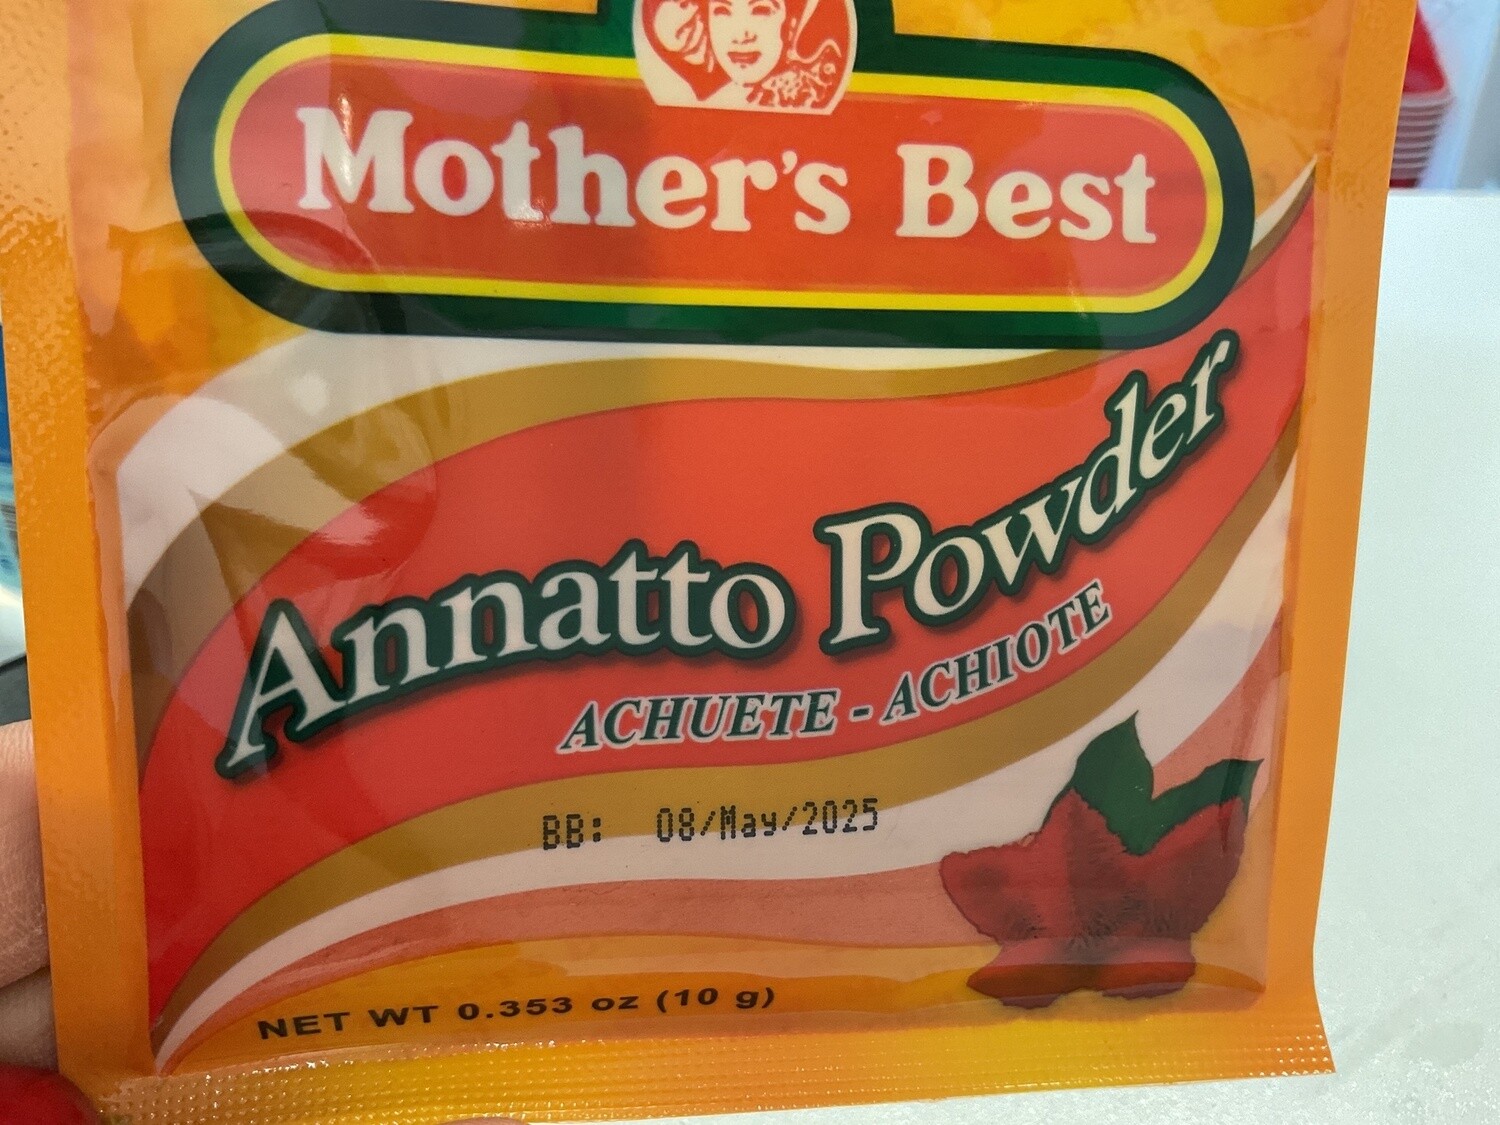 Mother's Best
Annatto Powder
ACHUETE - ACHIOTE
BB: 08/May/2025
NET WT 0.353 oz (10 g)